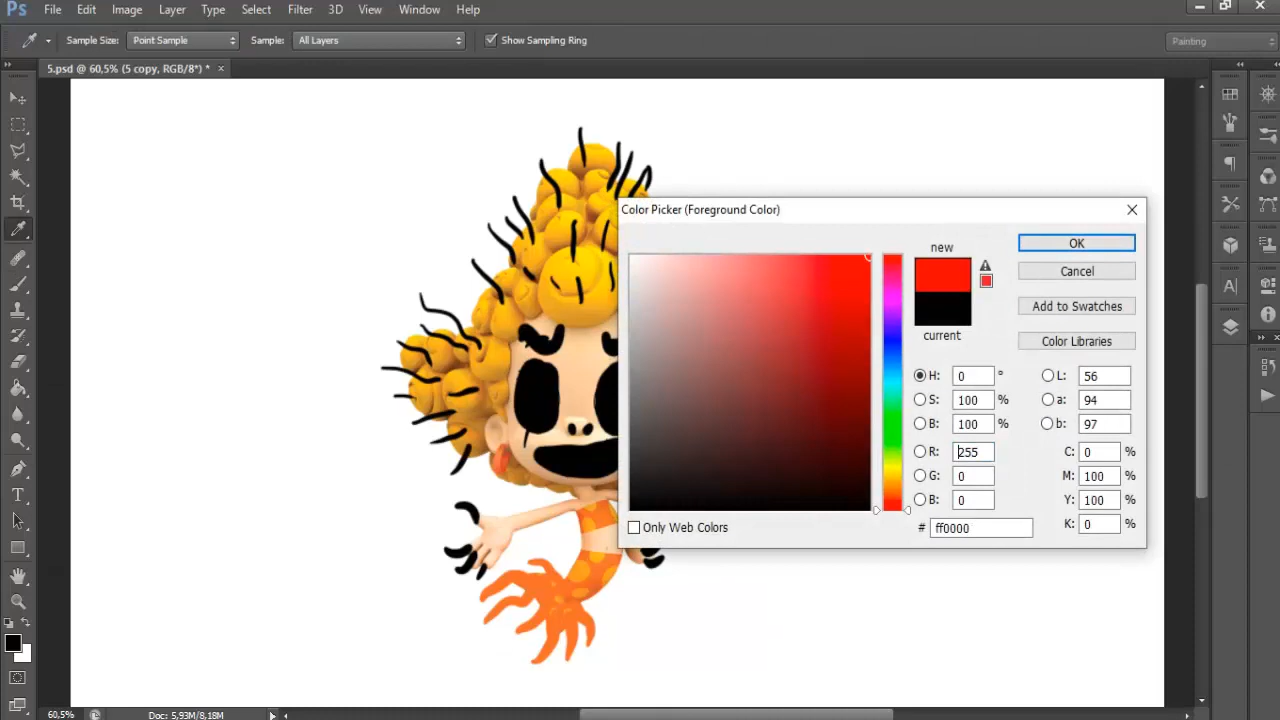 Ps File Edit Image Layer Type Select Filter 3D View Window Help
Sample Size: Point Sample Sample: All Layers Show Sampling Ring Painting
5.psd @ 60,5% (5 copy, RGB/8*) * ×
Color Picker (Foreground Color)
new
OK
Cancel
Add to Swatches
current
Color Libraries
H: 0 ° L: 56
S: 100 % a: 94
B: 100 % b: 97
R: 255 C: 0 %
G: 0 M: 100 %
B: 0 Y: 100 %
K: 0 %
Only Web Colors # ff0000
60,5% Doc: 5,93M/8,18M